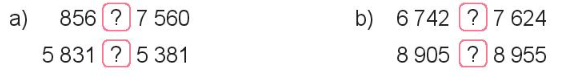 a) 856 ? 7 560 b) 6 742 ? 7 624
5 831 ? 5 381 8 905 ? 8 955